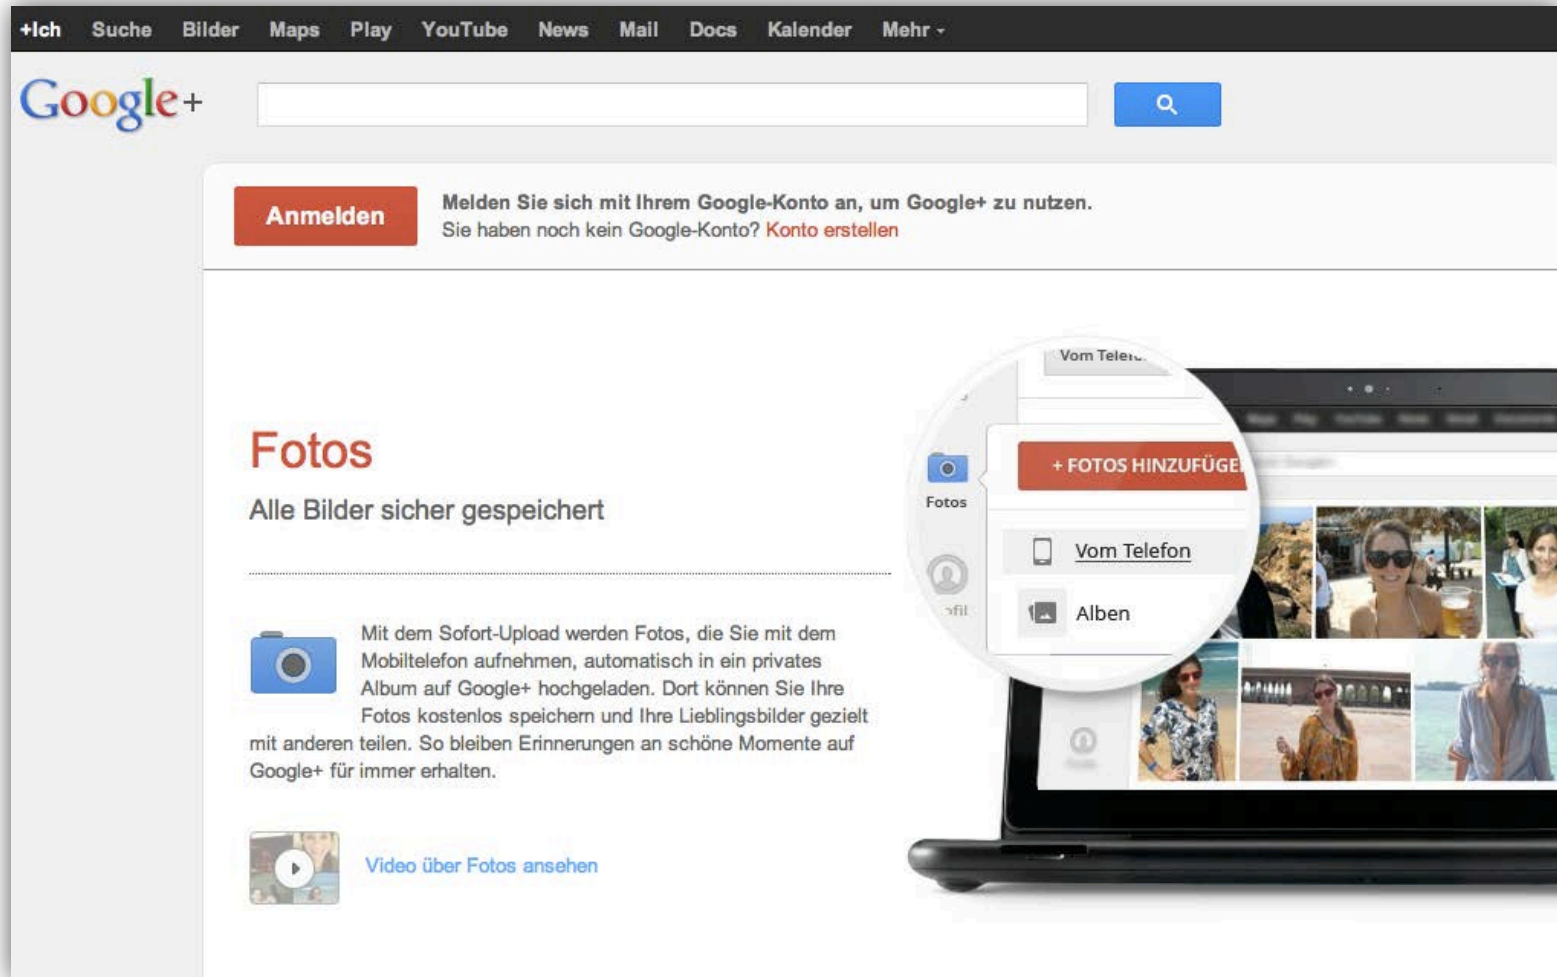 +Ich Suche Bilder Maps Play YouTube News Mail Docs Kalender Mehr
Google+
Anmelden
Melden Sie sich mit Ihrem Google-Konto an, um Google+ zu nutzen.
Sie haben noch kein Google-Konto? Konto erstellen
Fotos
Alle Bilder sicher gespeichert
Mit dem Sofort-Upload werden Fotos, die Sie mit dem
Mobiltelefon aufnehmen, automatisch in ein privates
Album auf Google+ hochgeladen. Dort können Sie Ihre
Fotos kostenlos speichern und Ihre Lieblingsbilder gezielt
mit anderen teilen. So bleiben Erinnerungen an schöne Momente auf
Google+ für immer erhalten.
Video über Fotos ansehen
Vom
+ FOTOS
Fotos
Vom Telefon
Alben